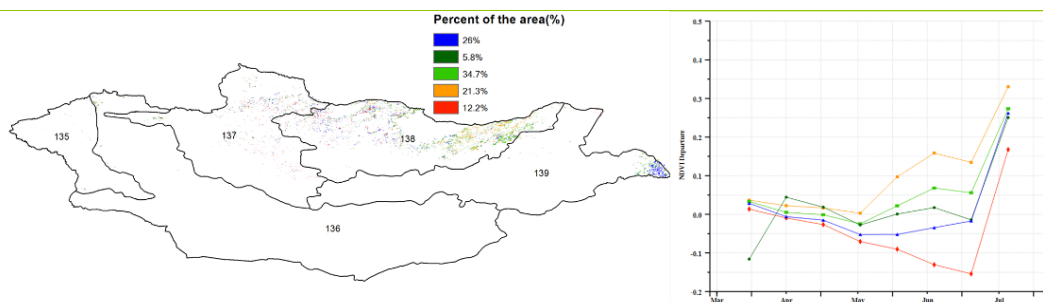 Percent of the area(%)
26%
5.8%
34.7%
21.3%
12.2%
135
137
138
139
136
NDVI Departure
0.5
0.4
0.3
0.2
0.1
0.0
-0.1
-0.2
Mar
Apr
May
Jun
Jul